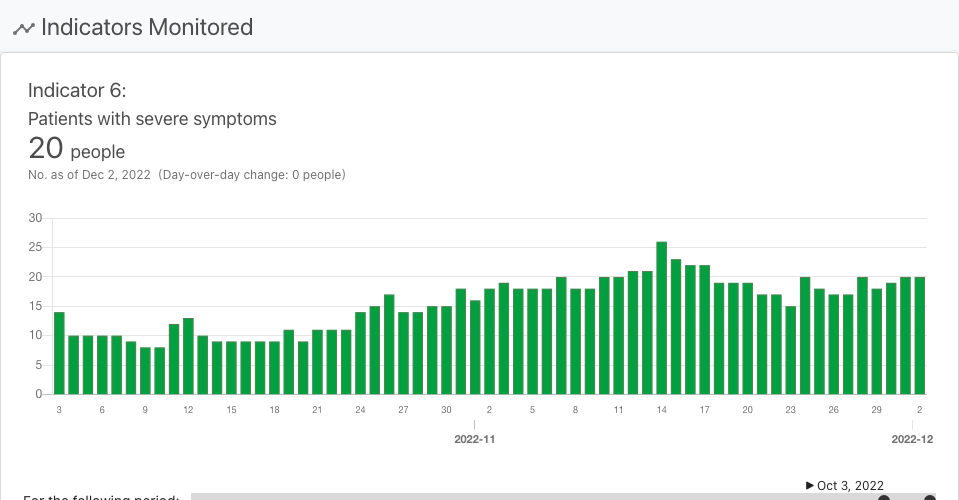 Indicators Monitored
Indicator 6:
Patients with severe symptoms
20 people
No. as of Dec 2, 2022 (Day-over-day change: 0 people)
30
25
20
15
10
5
0
3 6 9 12 15 18 21 24 27 30 2 5 8 11 14 17 20 23 26 29 2
2022-11 2022-12
▶ Oct 3, 2022
For the following period: